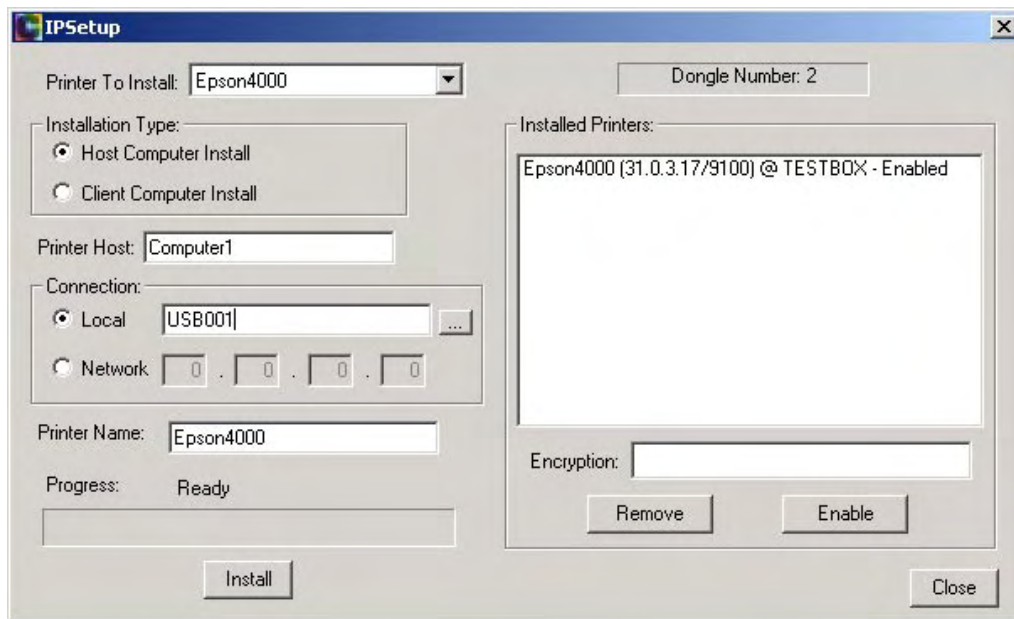 IPSetup
Printer To Install: Epson4000
Dongle Number: 2
Installation Type:
Host Computer Install
Client Computer Install
Printer Host: Computer1
Connection:
Local USB001 ...
Network 0 . 0 . 0 . 0
Printer Name: Epson4000
Progress: Ready
Install
Installed Printers:
Epson4000 (31.0.3.17/9100) @ TESTBOX - Enabled
Encryption:
Remove Enable
Close